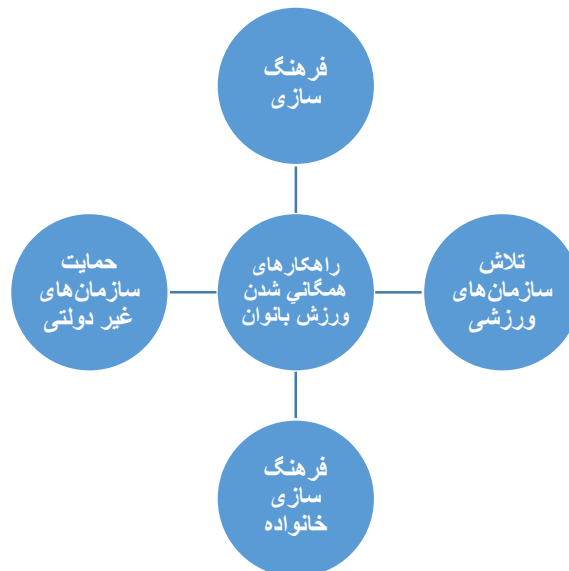 فرهنگ
سازی
تلاش
سازمان‌های
ورزشی
راهکارهای
همگاني شدن
ورزش بانوان
حمایت
سازمان‌های
غیر دولتی
فرهنگ
سازی
خانواده